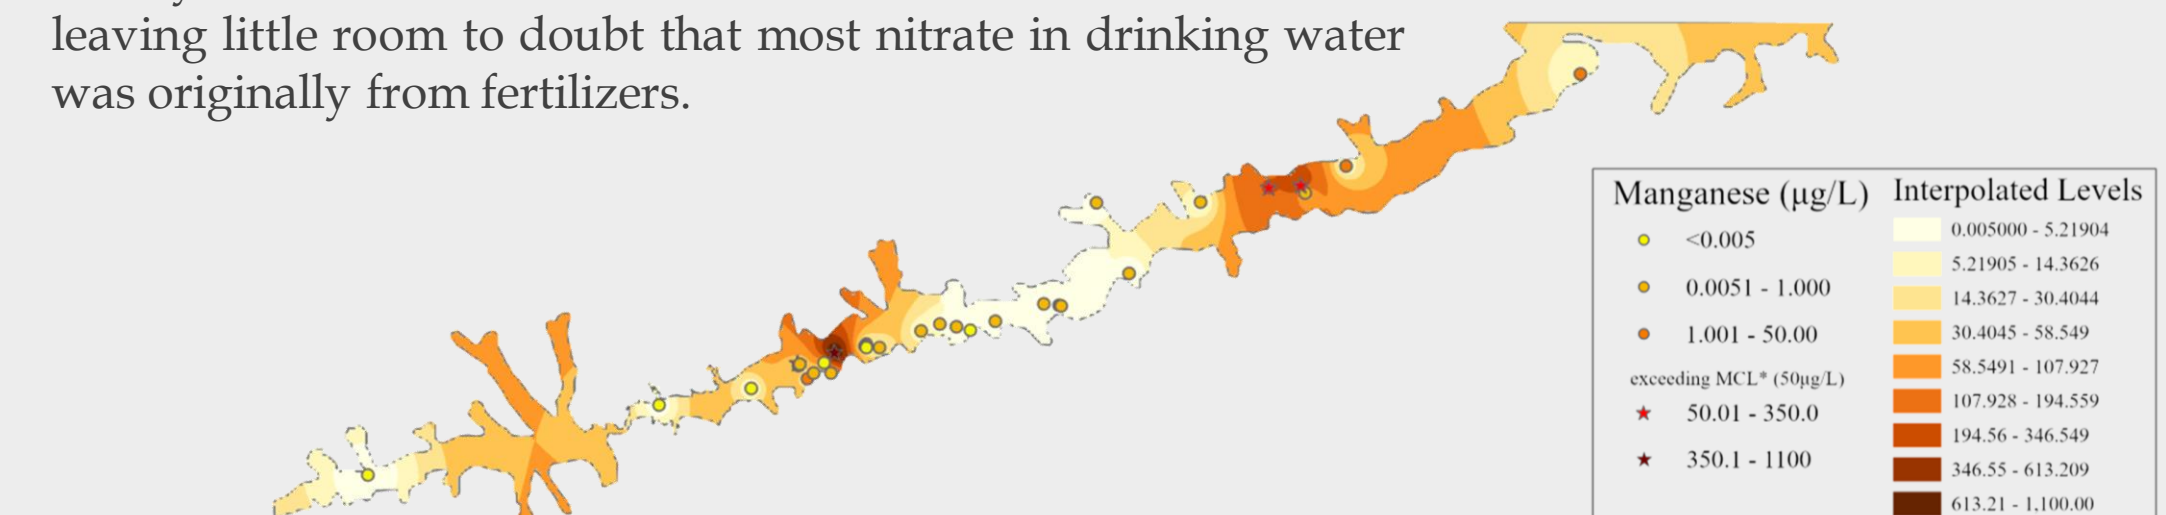 leaving little room to doubt that most nitrate in drinking water
was originally from fertilizers.
Manganese (µg/L)
<0.005
0.0051 - 1.000
1.001 - 50.00
exceeding MCL* (50µg/L)
50.01 - 350.0
350.1 - 1100
Interpolated Levels
0.005000 - 5.21904
5.21905 - 14.3626
14.3627 - 30.4044
30.4045 - 58.549
58.5491 - 107.927
107.928 - 194.559
194.56 - 346.549
346.55 - 613.209
613.21 - 1,100.00